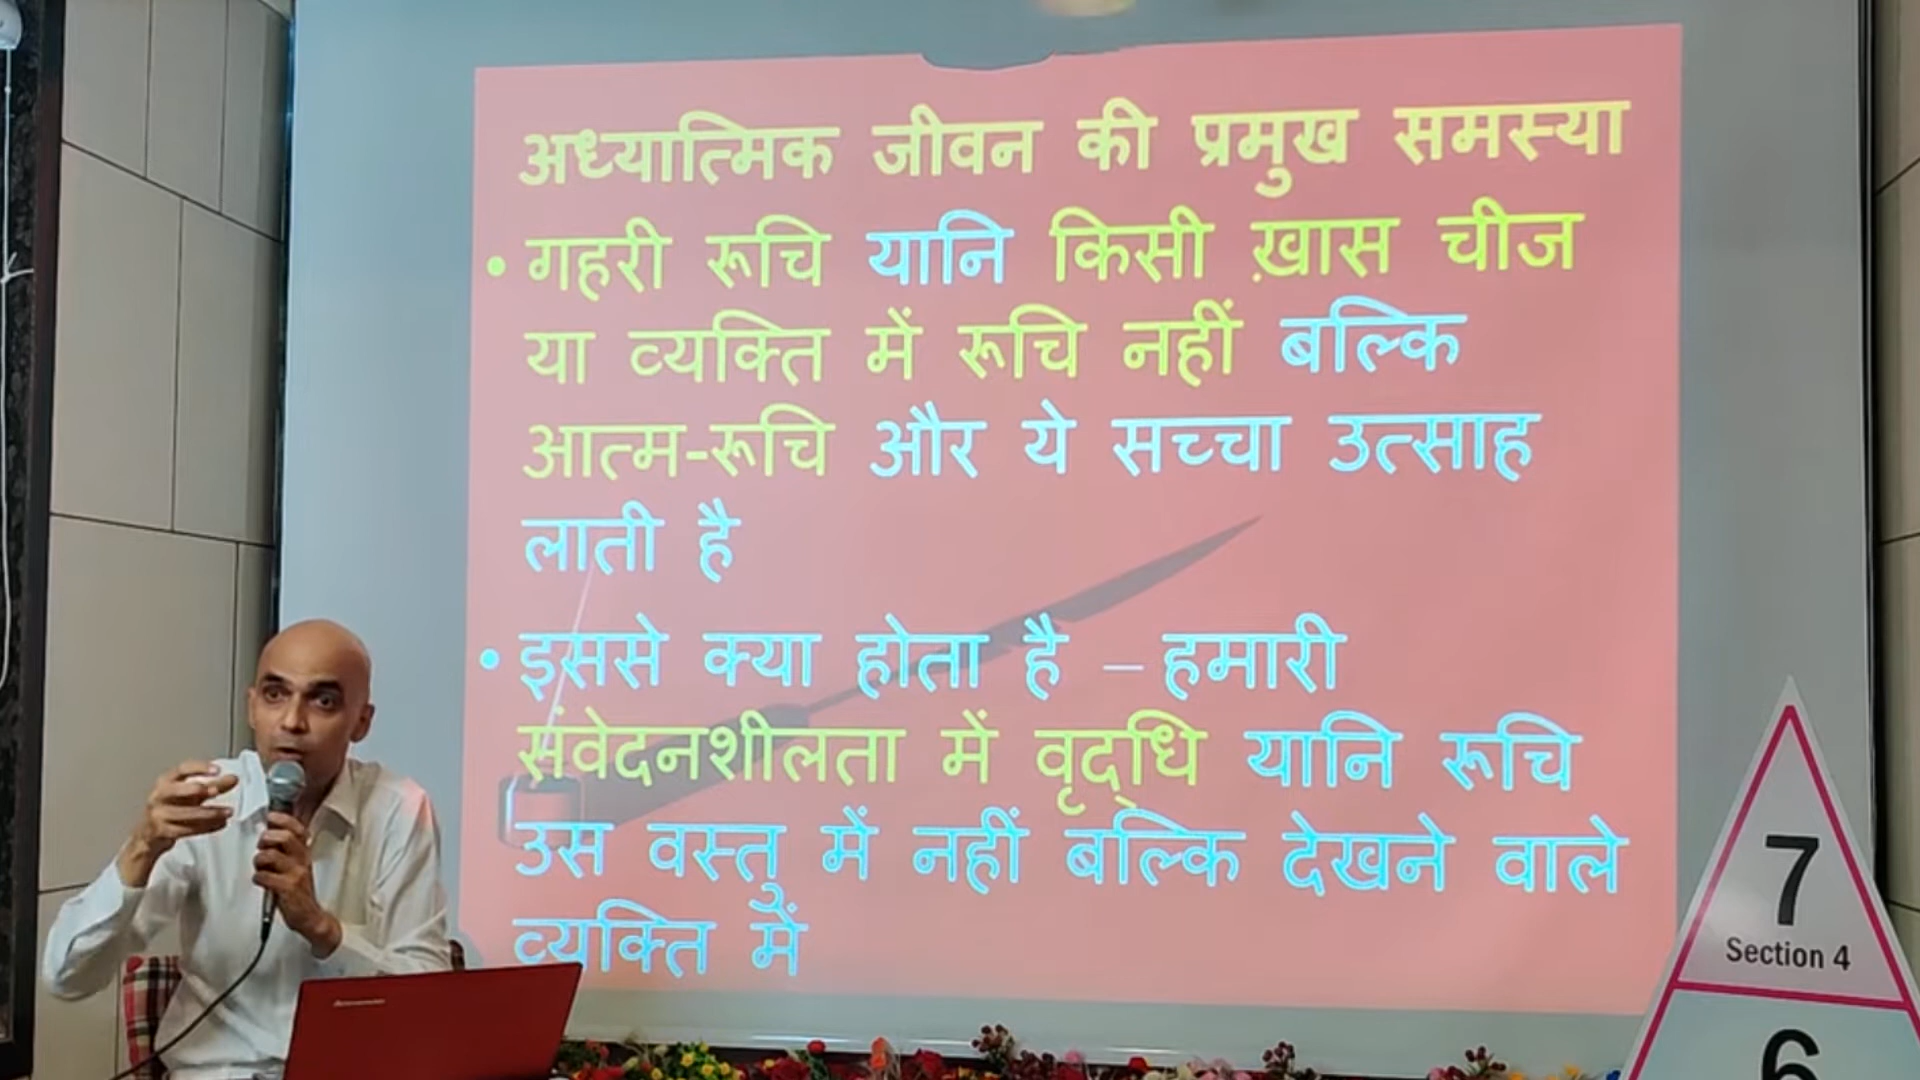 अध्यात्मिक जीवन की प्रमुख समस्या
• गहरी रूचि यानि किसी ख़ास चीज
या व्यक्ति में रूचि नहीं बल्कि
आत्म-रूचि और ये सच्चा उत्साह
लाती है
• इससे क्या होता है – हमारी
संवेदनशीलता में वृद्धि यानि रूचि
उस वस्तु में नहीं बल्कि देखने वाले
व्यक्ति में
7
Section 4
6